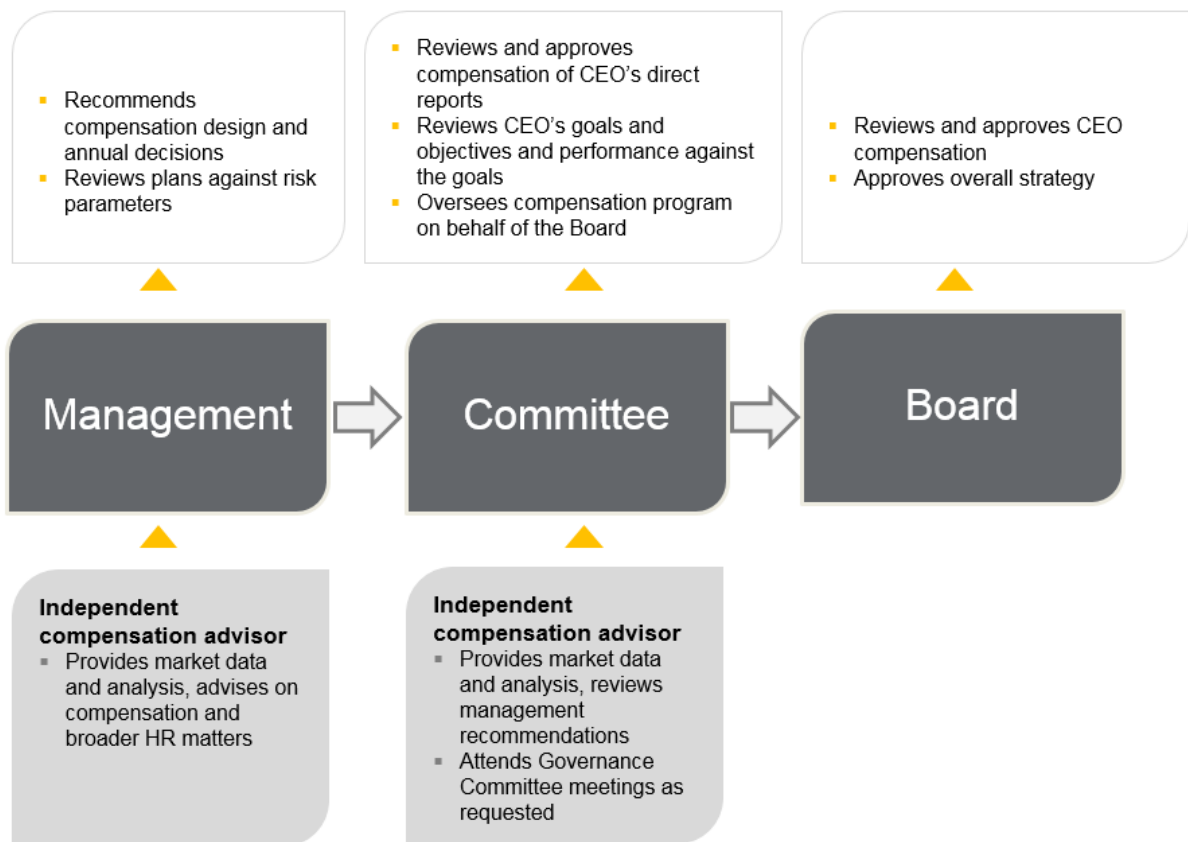 Recommends
compensation design and
annual decisions
Reviews plans against risk
parameters
Reviews and approves
compensation of CEO’s direct
reports
Reviews CEO’s goals and
objectives and performance against
the goals
Oversees compensation program
on behalf of the Board
Reviews and approves CEO
compensation
Approves overall strategy
Management
Committee
Board
Independent
compensation advisor
Provides market data
and analysis, advises on
compensation and
broader HR matters
Independent
compensation advisor
Provides market data
and analysis, reviews
management
recommendations
Attends Governance
Committee meetings as
requested